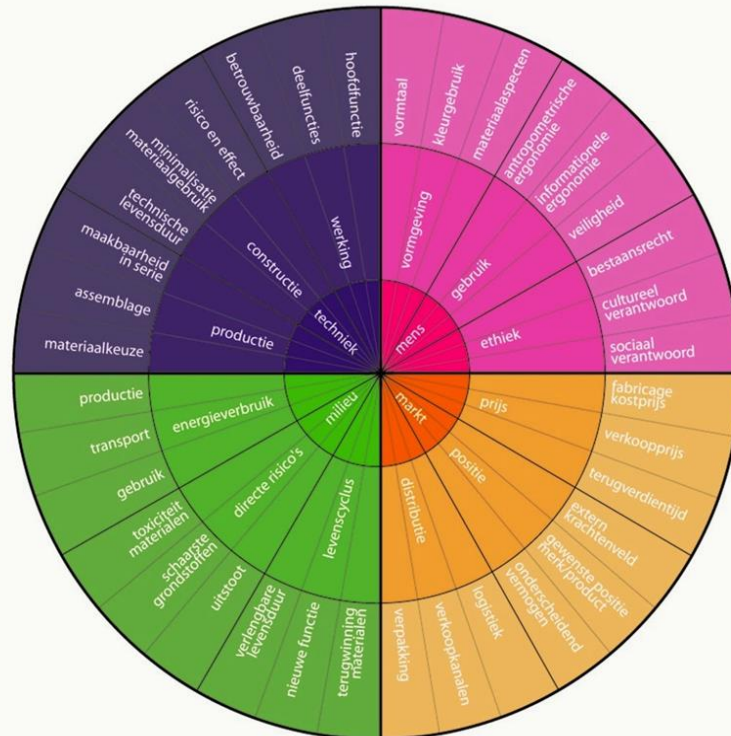 techniek
werking
hoofdfunctie
deelfuncties
betrouwbaarheid
constructie
risico en effect
minimalisatie
materiaalgebruik
technische
levensduur
productie
maakbaarheid
in serie
assemblage
materiaalkeuze
mens
vormgeving
vormtaal
kleurgebruik
materiaalaspecten
gebruik
antropometrische
ergonomie
informationele
ergonomie
veiligheid
ethiek
bestaansrecht
cultureel
verantwoord
sociaal
verantwoord
markt
prijs
fabricage
kostprijs
verkoopprijs
terugverdientijd
positie
extern
krachtenveld
gewenste positie
merk/product
onderscheidend
vermogen
distributie
logistiek
verkoopkanalen
verpakking
milieu
energieverbruik
productie
transport
gebruik
directe risico's
toxiciteit
materialen
schaarste
grondstoffen
uitstoot
levenscyclus
verlengbare
levensduur
nieuwe functie
terugwinning
materialen